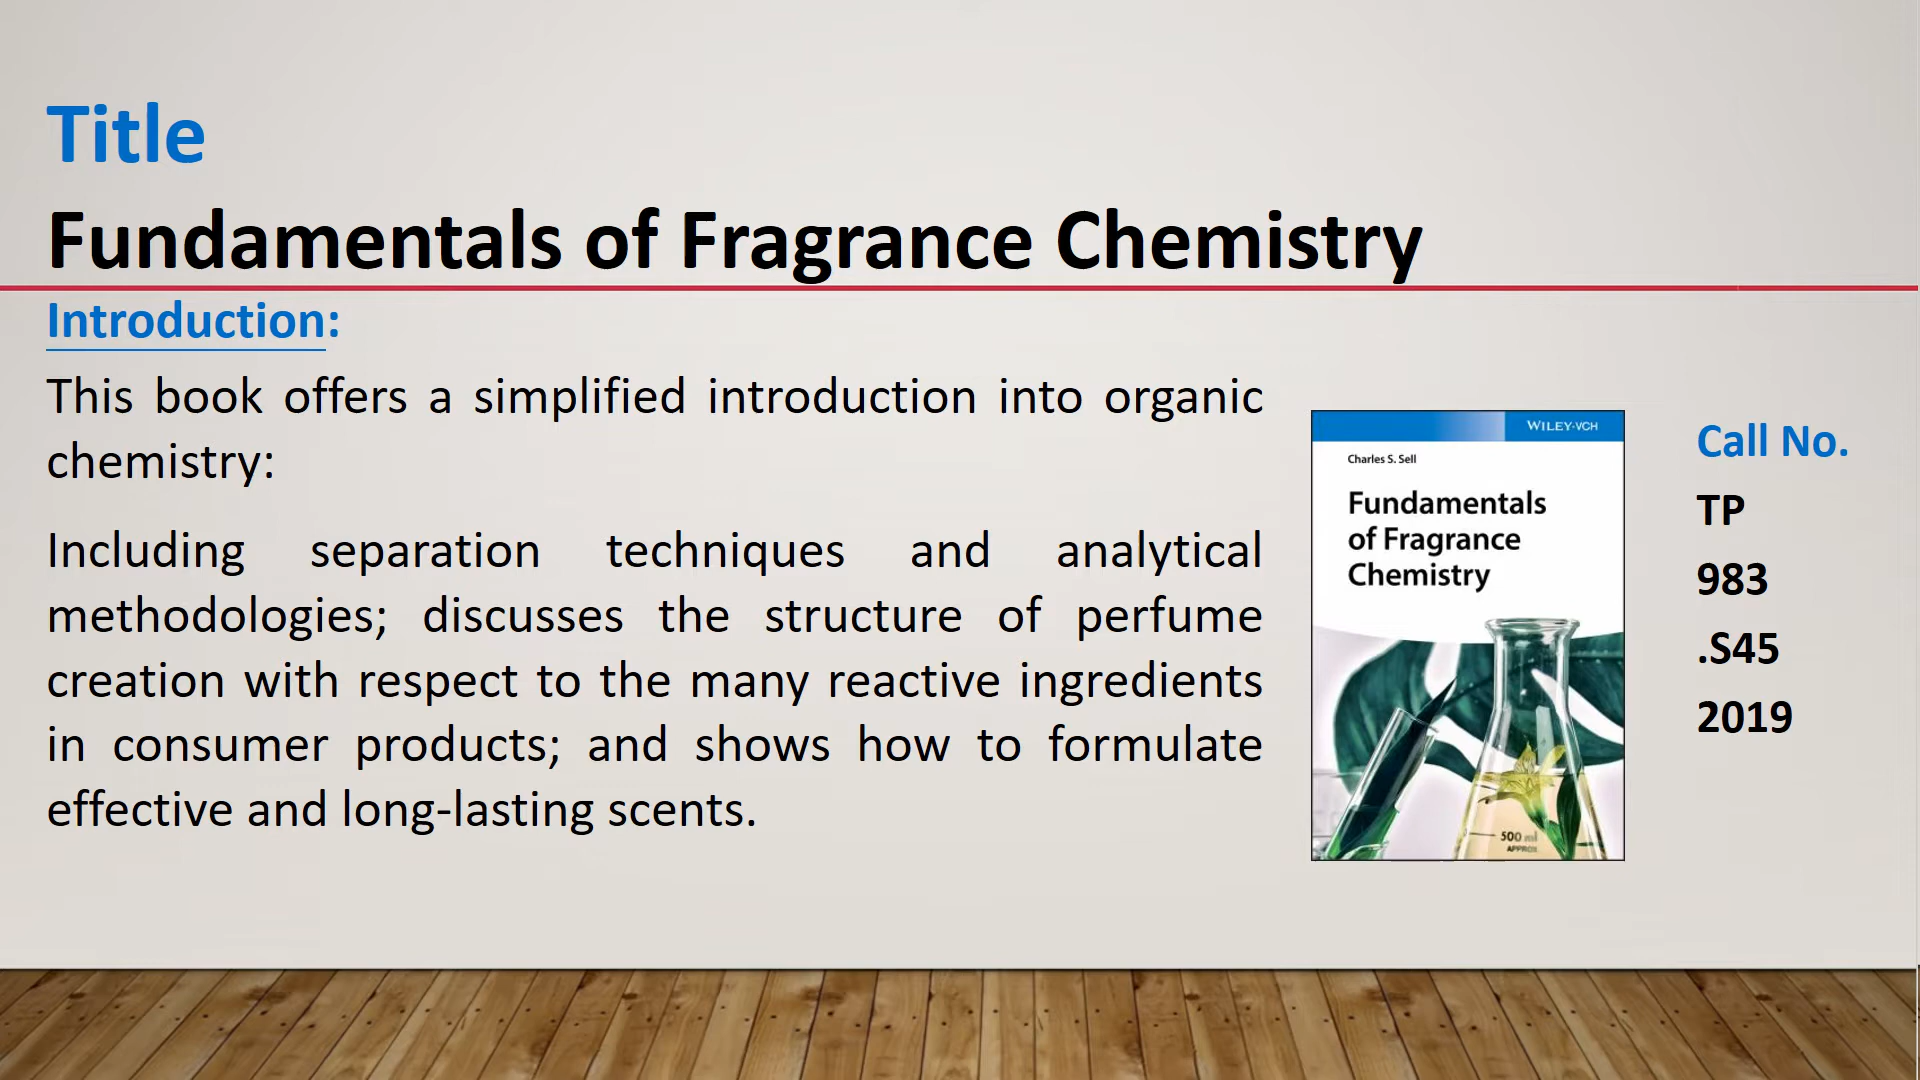 Title
Fundamentals of Fragrance Chemistry
Introduction:
This book offers a simplified introduction into organic
chemistry:
Including separation techniques and analytical
methodologies; discusses the structure of perfume
creation with respect to the many reactive ingredients
in consumer products; and shows how to formulate
effective and long-lasting scents.
WILEY-VCH
Charles S. Sell
Fundamentals
of Fragrance
Chemistry
500 ml
APPROX
Call No.
TP
983
.S45
2019